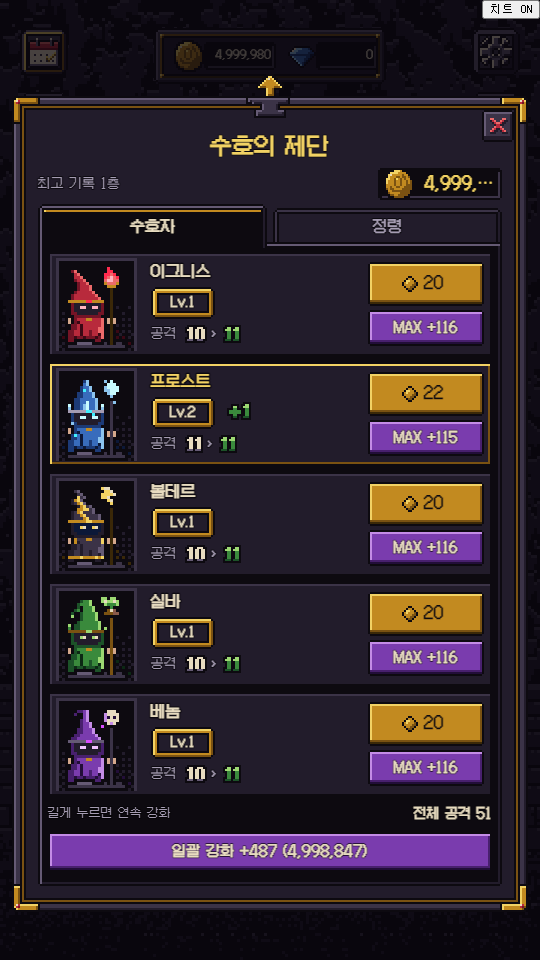 치트 ON
4,999,980
0
수호의 제단
최고 기록 1층
4,999,...
수호자
정령
이그니스
Lv.1
공격 10 › 11
20
MAX +116
프로스트
Lv.2 +1
공격 11 › 11
22
MAX +115
볼테르
Lv.1
공격 10 › 11
20
MAX +116
실바
Lv.1
공격 10 › 11
20
MAX +116
베놈
Lv.1
공격 10 › 11
20
MAX +116
길게 누르면 연속 강화
전체 공격 51
일괄 강화 +487 (4,998,847)